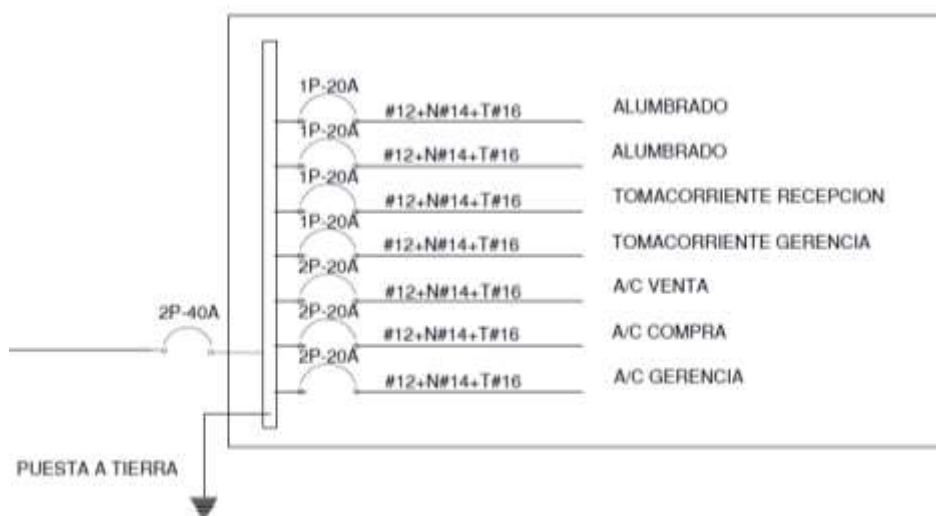 1P-20A
#12+N#14+T#16 ALUMBRADO
1P-20A
#12+N#14+T#16 ALUMBRADO
1P-20A
#12+N#14+T#16 TOMACORRIENTE RECEPCION
1P-20A
#12+N#14+T#16 TOMACORRIENTE GERENCIA
2P-20A
#12+N#14+T#16 A/C VENTA
2P-40A
2P-20A
#12+N#14+T#16 A/C COMPRA
2P-20A
#12+N#14+T#16 A/C GERENCIA
PUESTA A TIERRA